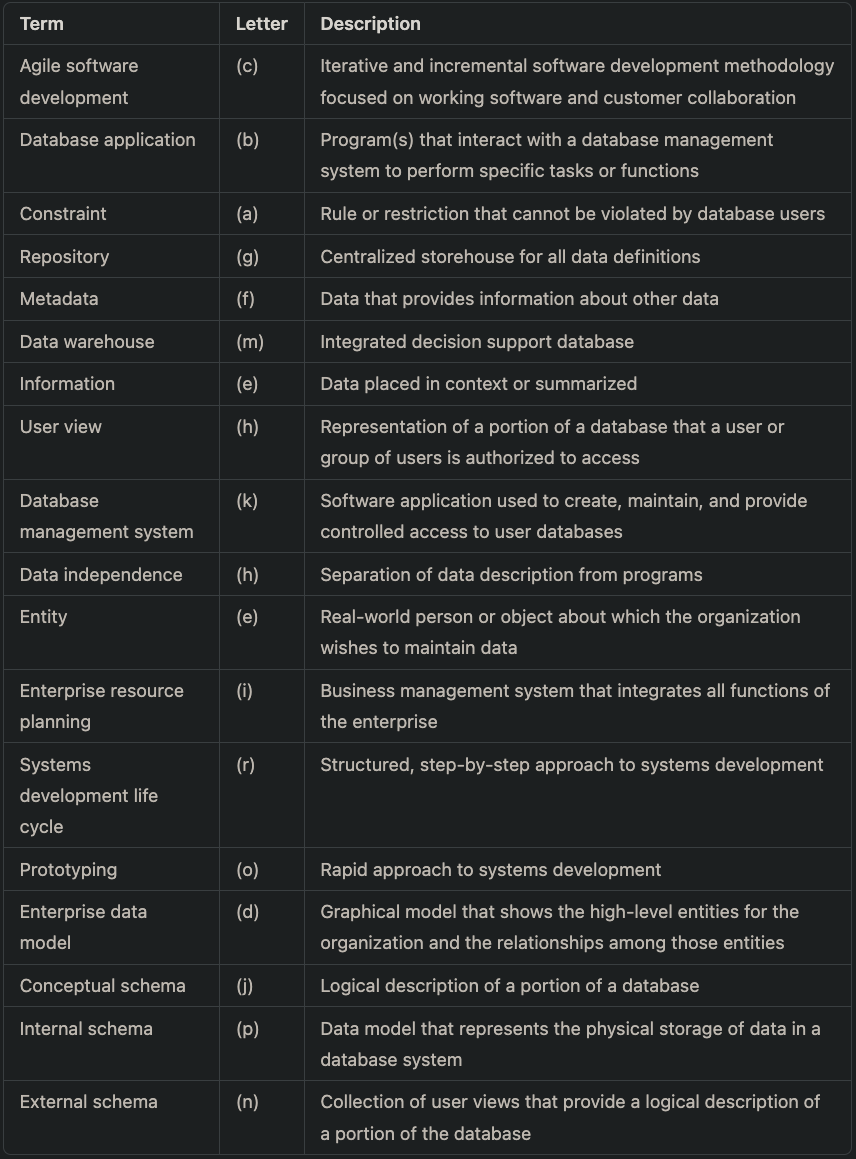 Term Letter Description
Agile software (c) Iterative and incremental software development methodology
development focused on working software and customer collaboration
Database application (b) Program(s) that interact with a database management
system to perform specific tasks or functions
Constraint (a) Rule or restriction that cannot be violated by database users
Repository (g) Centralized storehouse for all data definitions
Metadata (f) Data that provides information about other data
Data warehouse (m) Integrated decision support database
Information (e) Data placed in context or summarized
User view (h) Representation of a portion of a database that a user or
group of users is authorized to access
Database (k) Software application used to create, maintain, and provide
management system controlled access to user databases
Data independence (h) Separation of data description from programs
Entity (e) Real-world person or object about which the organization
wishes to maintain data
Enterprise resource (i) Business management system that integrates all functions of
planning the enterprise
Systems (r) Structured, step-by-step approach to systems development
development life
cycle
Prototyping (o) Rapid approach to systems development
Enterprise data (d) Graphical model that shows the high-level entities for the
model organization and the relationships among those entities
Conceptual schema (j) Logical description of a portion of a database
Internal schema (p) Data model that represents the physical storage of data in a
database system
External schema (n) Collection of user views that provide a logical description of
a portion of the database